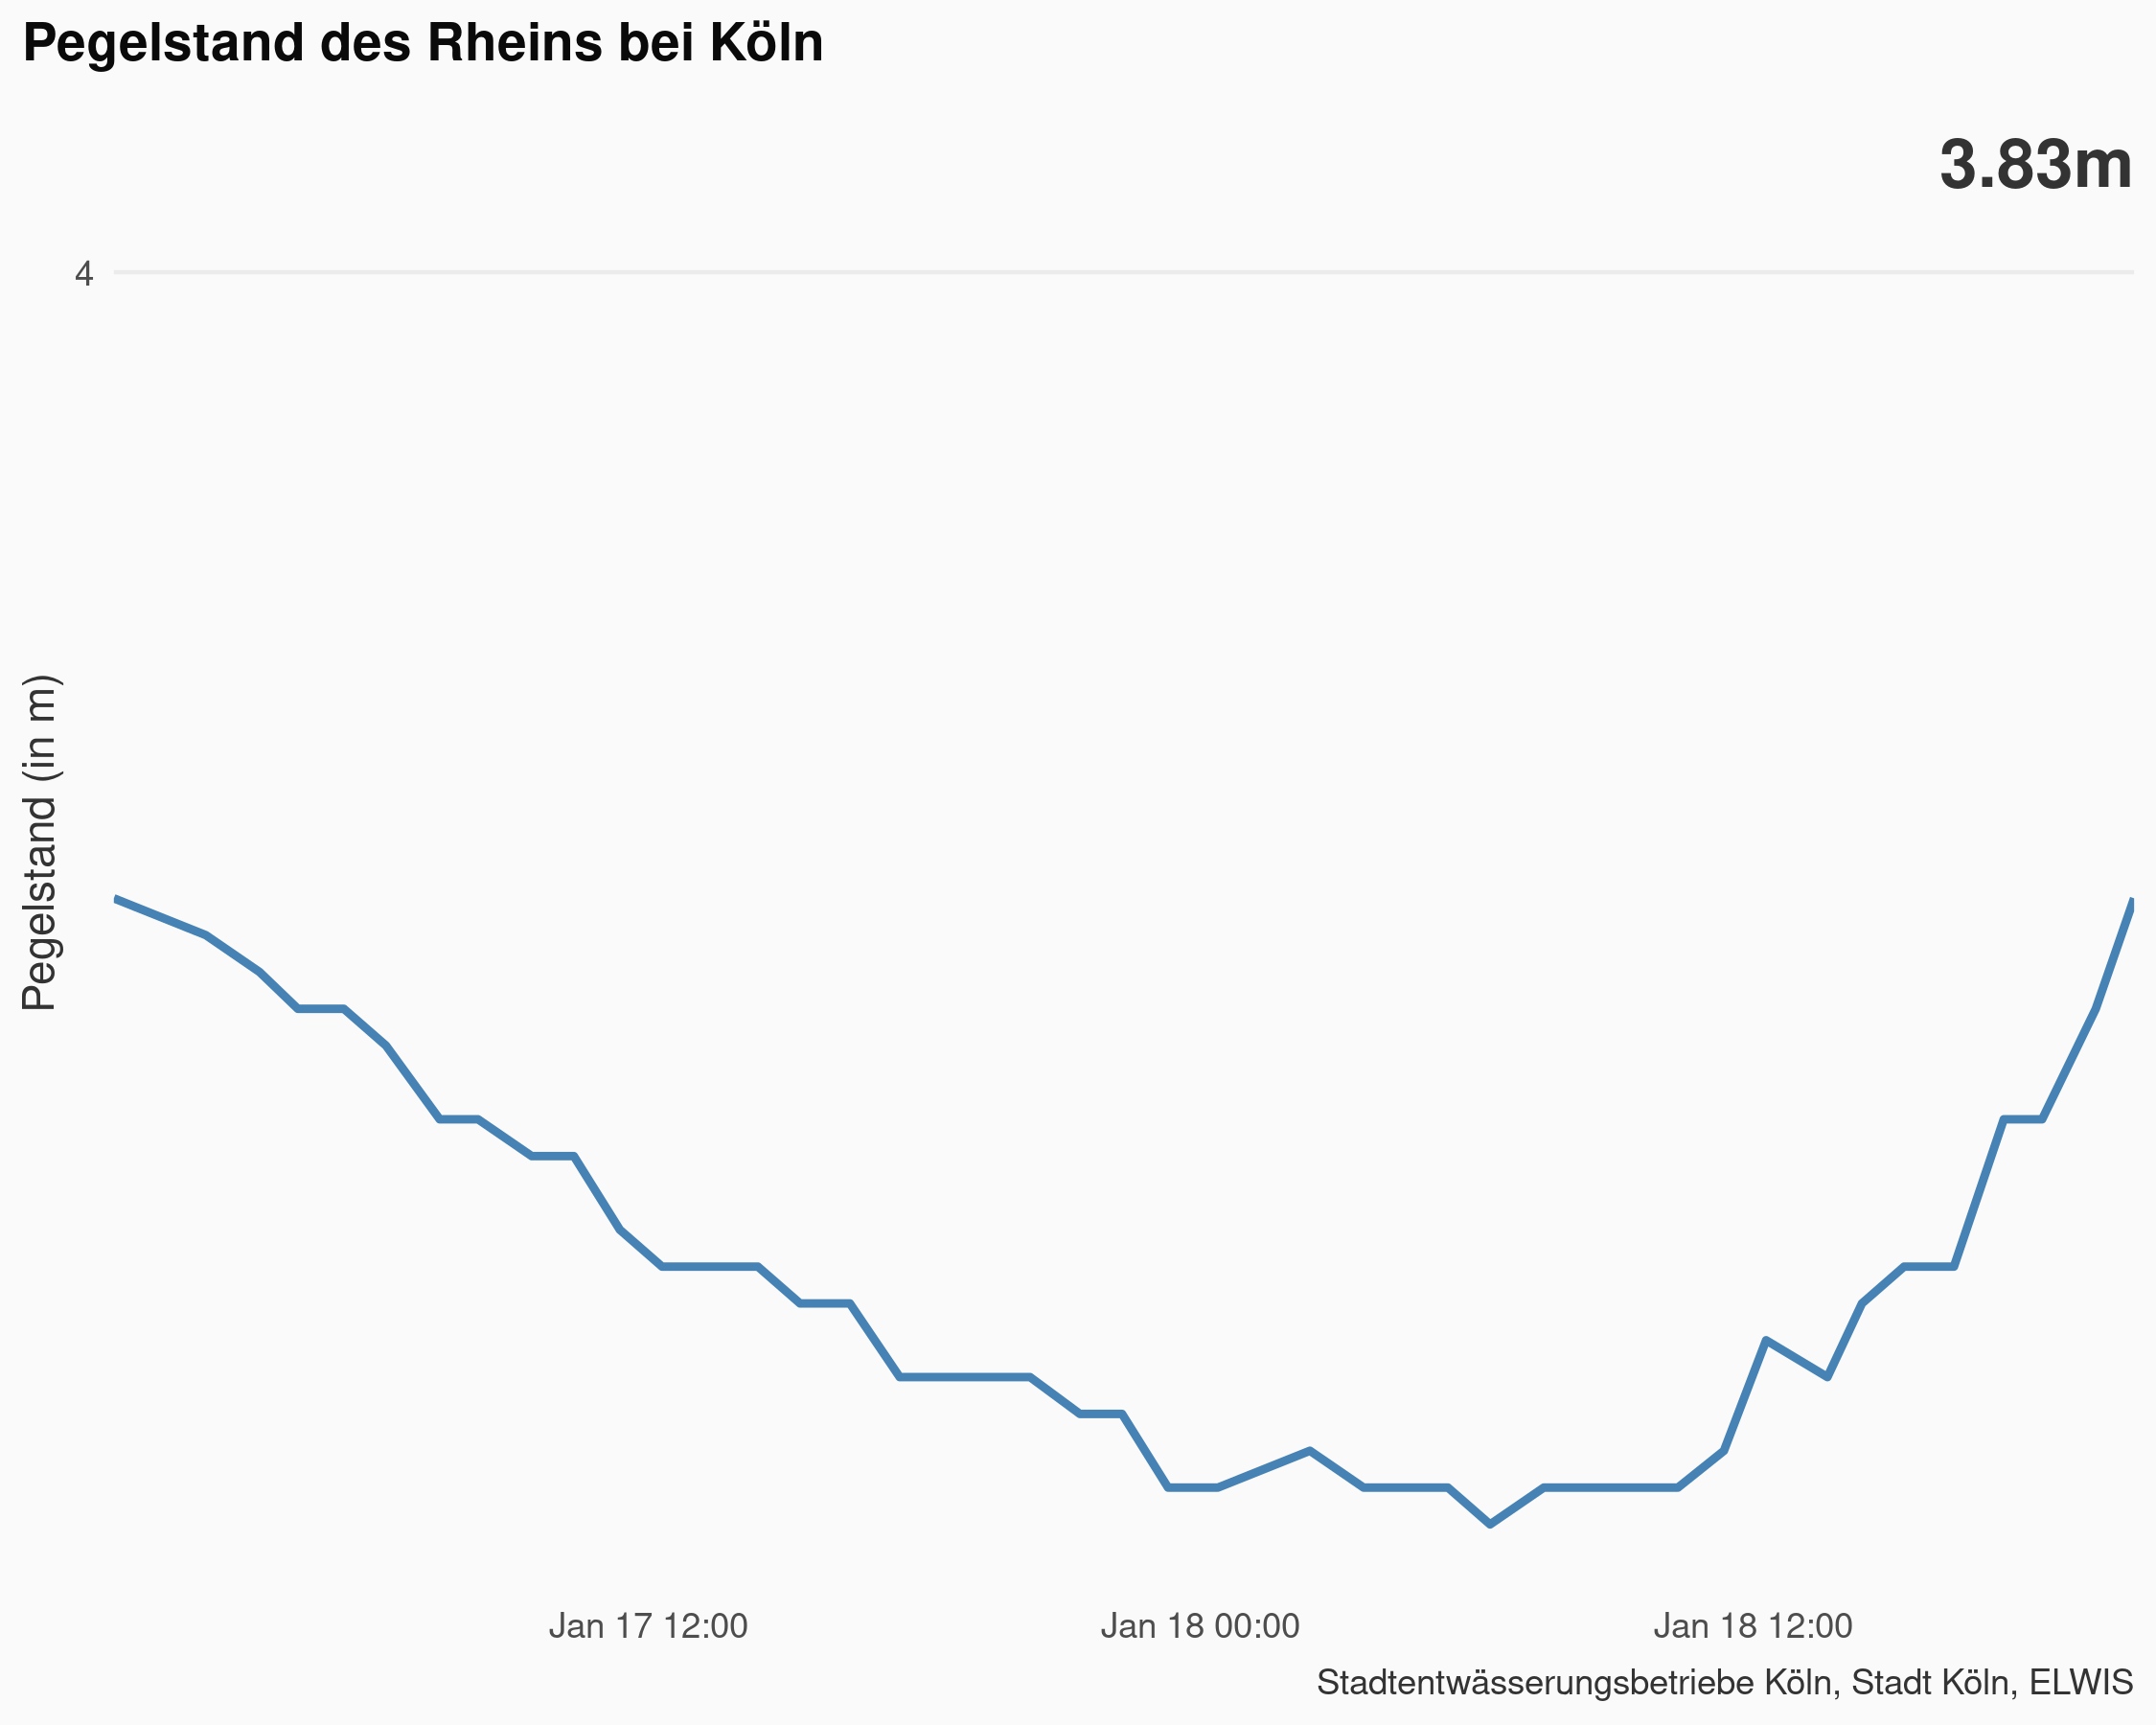 Pegelstand des Rheins bei Köln
3.83m
4
Pegelstand (in m)
Jan 17 12:00
Jan 18 00:00
Jan 18 12:00
Stadtentwässerungsbetriebe Köln, Stadt Köln, ELWIS